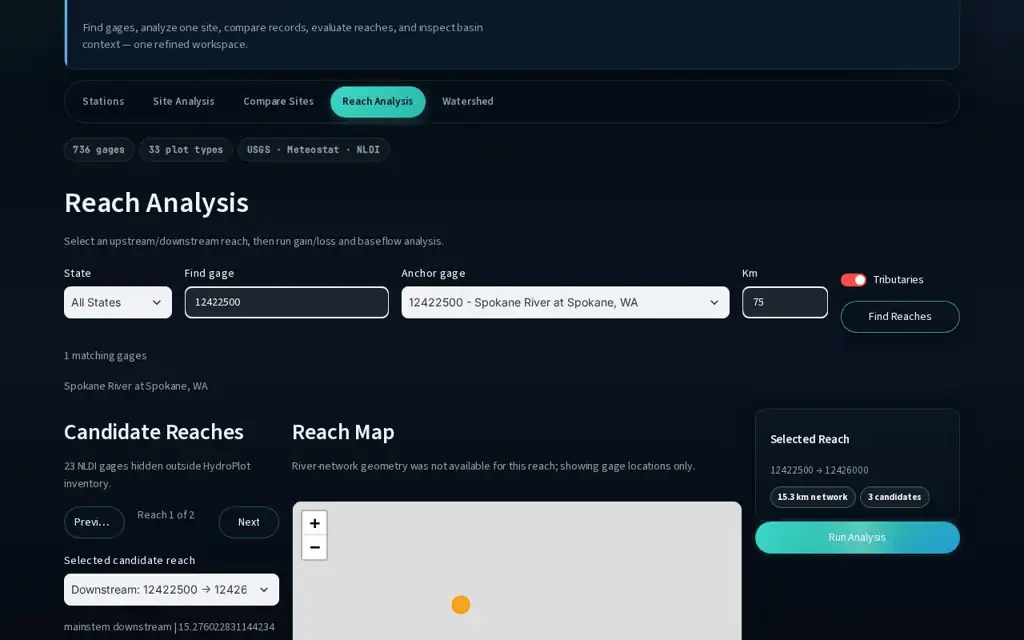 Find gages, analyze one site, compare records, evaluate reaches, and inspect basin
context — one refined workspace.
Stations
Site Analysis
Compare Sites
Reach Analysis
Watershed
736 gages
33 plot types
USGS · Meteostat · NLDI
Reach Analysis
Select an upstream/downstream reach, then run gain/loss and baseflow analysis.
State
Find gage
Anchor gage
Km
Tributaries
All States
12422500
12422500 - Spokane River at Spokane, WA
75
Find Reaches
1 matching gages
Spokane River at Spokane, WA
Candidate Reaches
23 NLDI gages hidden outside HydroPlot
inventory.
Previ...
Reach 1 of 2
Next
Selected candidate reach
Downstream: 12422500 → 12426
mainstem downstream | 15.276022831144234
Reach Map
River-network geometry was not available for this reach; showing gage locations only.
+
−
Selected Reach
12422500 → 12426000
15.3 km network
3 candidates
Run Analysis